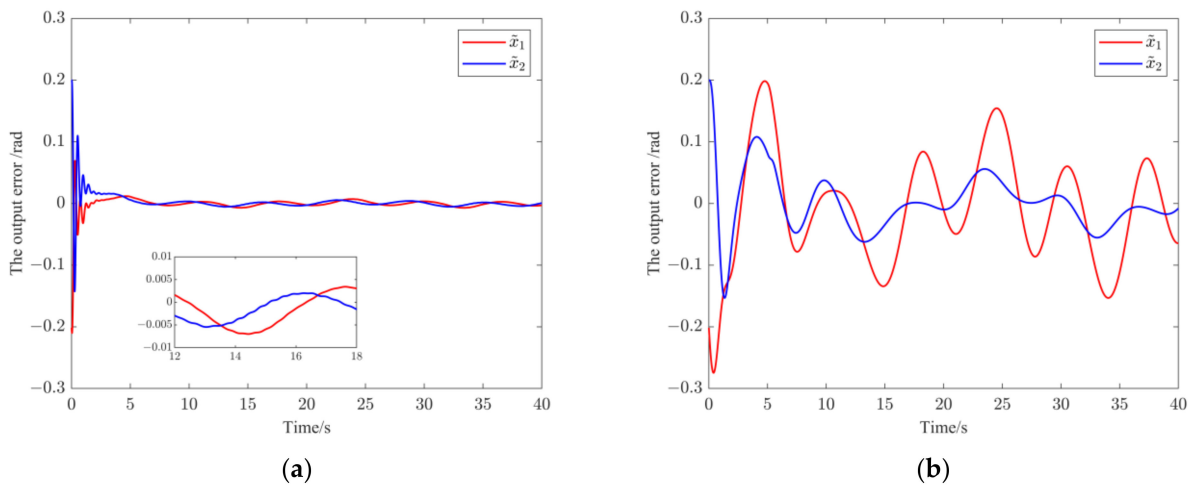 0.3
0.2
0.1
0
−0.1
−0.2
−0.3
The output error /rad
x̃₁
x̃₂
0.01
0.005
0
−0.005
−0.01
12 14 16 18
0 5 10 15 20 25 30 35 40
Time/s
(a)
0.3
0.2
0.1
0
−0.1
−0.2
−0.3
The output error /rad
x̃₁
x̃₂
0 5 10 15 20 25 30 35 40
Time/s
(b)